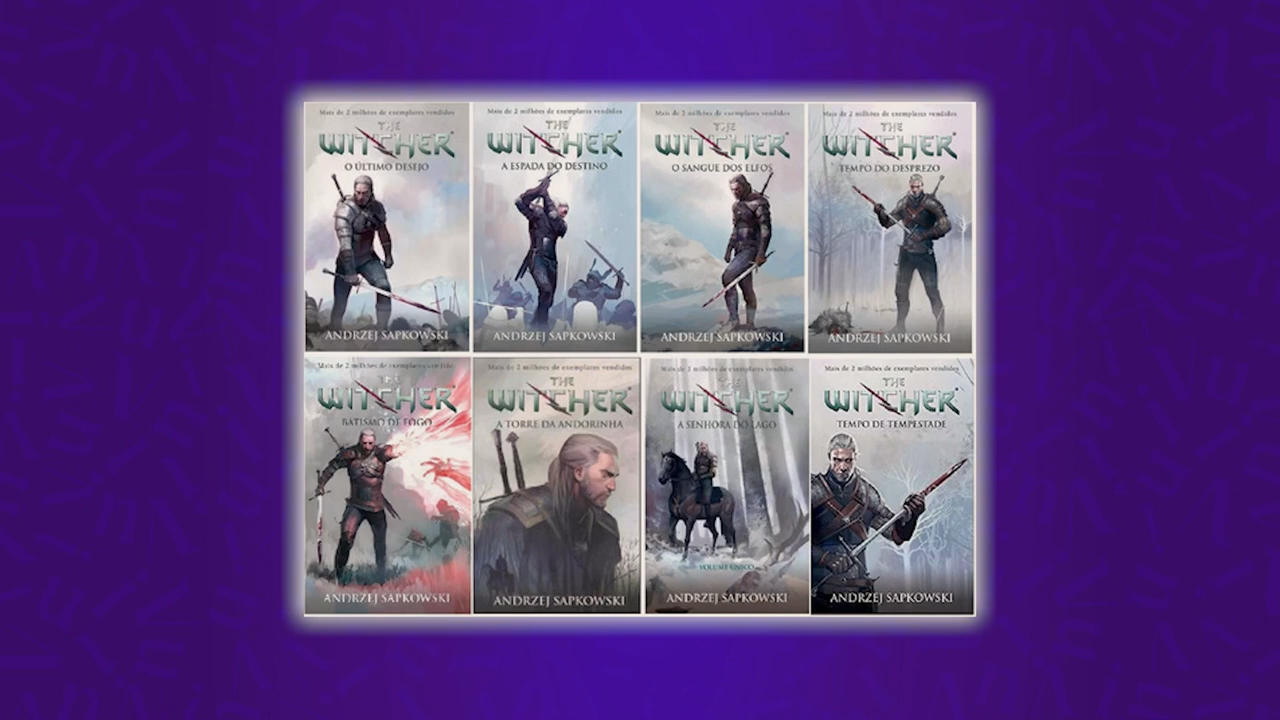 Mais de 2 milhões de exemplares vendidos
THE
WITCHER
O ÚLTIMO DESEJO
ANDRZEJ SAPKOWSKI
Mais de 2 milhões de exemplares vendidos
THE
WITCHER
A ESPADA DO DESTINO
ANDRZEJ SAPKOWSKI
Mais de 2 milhões de exemplares vendidos
THE
WITCHER
O SANGUE DOS ELFOS
ANDRZEJ SAPKOWSKI
Mais de 2 milhões de exemplares vendidos
THE
WITCHER
TEMPO DO DESPREZO
ANDRZEJ SAPKOWSKI
Mais de 2 milhões de exemplares vendidos
THE
WITCHER
BATISMO DE FOGO
ANDRZEJ SAPKOWSKI
Mais de 2 milhões de exemplares vendidos
THE
WITCHER
A TORRE DA ANDORINHA
ANDRZEJ SAPKOWSKI
Mais de 2 milhões de exemplares vendidos
THE
WITCHER
A SENHORA DO LAGO
VOLUME ÚNICO
ANDRZEJ SAPKOWSKI
Mais de 2 milhões de exemplares vendidos
THE
WITCHER
TEMPO DE TEMPESTADE
ANDRZEJ SAPKOWSKI